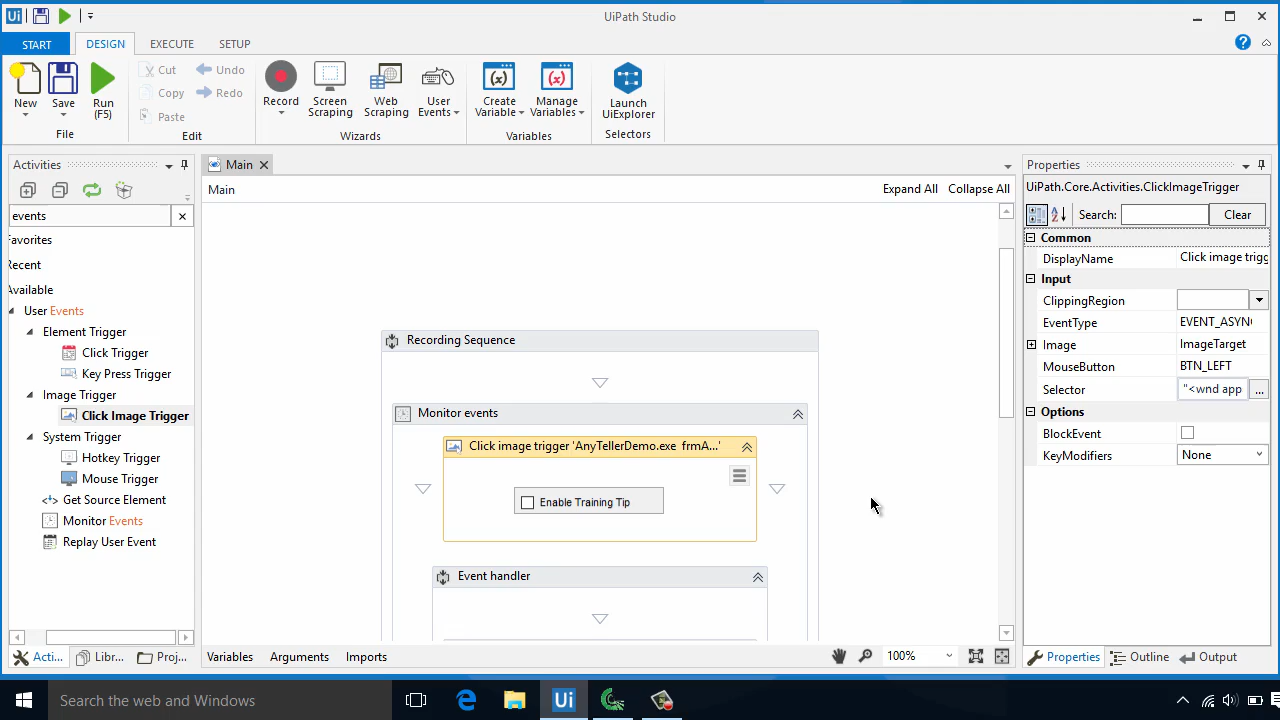 Ui
UiPath Studio
START
DESIGN
EXECUTE
SETUP
?
New
Save
Run
(F5)
File
Cut
Copy
Paste
Undo
Redo
Edit
Record
Screen
Scraping
Web
Scraping
User
Events
Wizards
Create
Variable
Manage
Variables
Variables
Launch
UiExplorer
Selectors
Activities
events
Favorites
Recent
Available
User Events
Element Trigger
Click Trigger
Key Press Trigger
Image Trigger
Click Image Trigger
System Trigger
Hotkey Trigger
Mouse Trigger
Get Source Element
Monitor Events
Replay User Event
Acti...
Libr...
Proj...
Main
Main
Expand All
Collapse All
Recording Sequence
Monitor events
Click image trigger 'AnyTellerDemo.exe frmA...'
Enable Training Tip
Event handler
Variables
Arguments
Imports
100%
Properties
UiPath.Core.Activities.ClickImageTrigger
Search:
Clear
Common
DisplayName Click image trigg
Input
ClippingRegion
EventType EVENT_ASYN
Image ImageTarget
MouseButton BTN_LEFT
Selector "<wnd app ...
Options
BlockEvent
KeyModifiers None
Properties
Outline
Output
Search the web and Windows
Ui